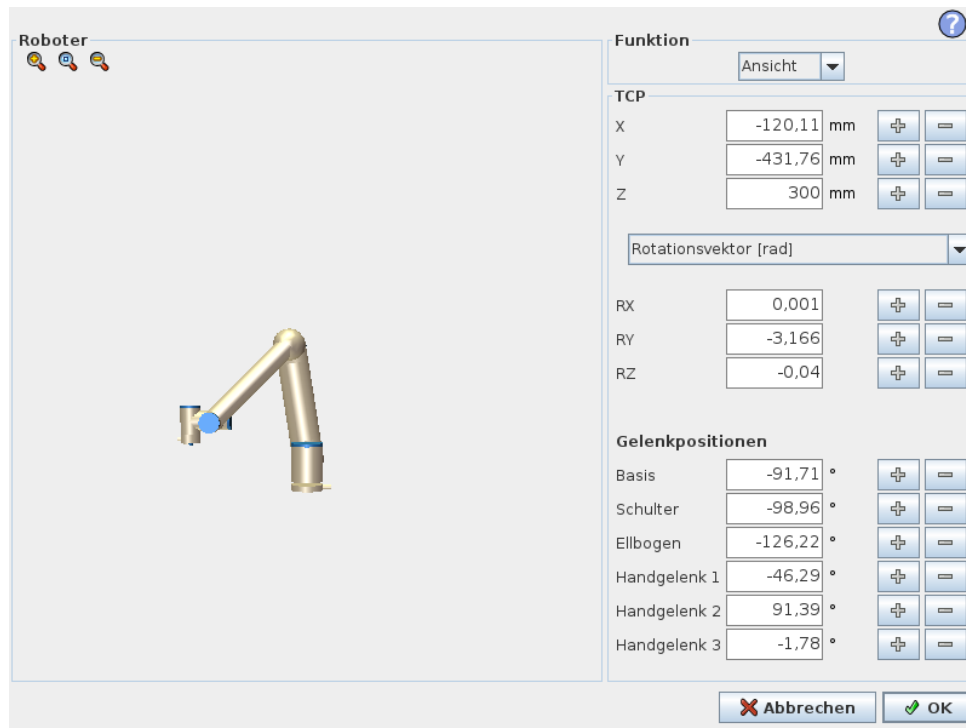 Roboter
Funktion
Ansicht
TCP
X -120,11 mm
Y -431,76 mm
Z 300 mm
Rotationsvektor [rad]
RX 0,001
RY -3,166
RZ -0,04
Gelenkpositionen
Basis -91,71 °
Schulter -98,96 °
Ellbogen -126,22 °
Handgelenk 1 -46,29 °
Handgelenk 2 91,39 °
Handgelenk 3 -1,78 °
Abbrechen OK